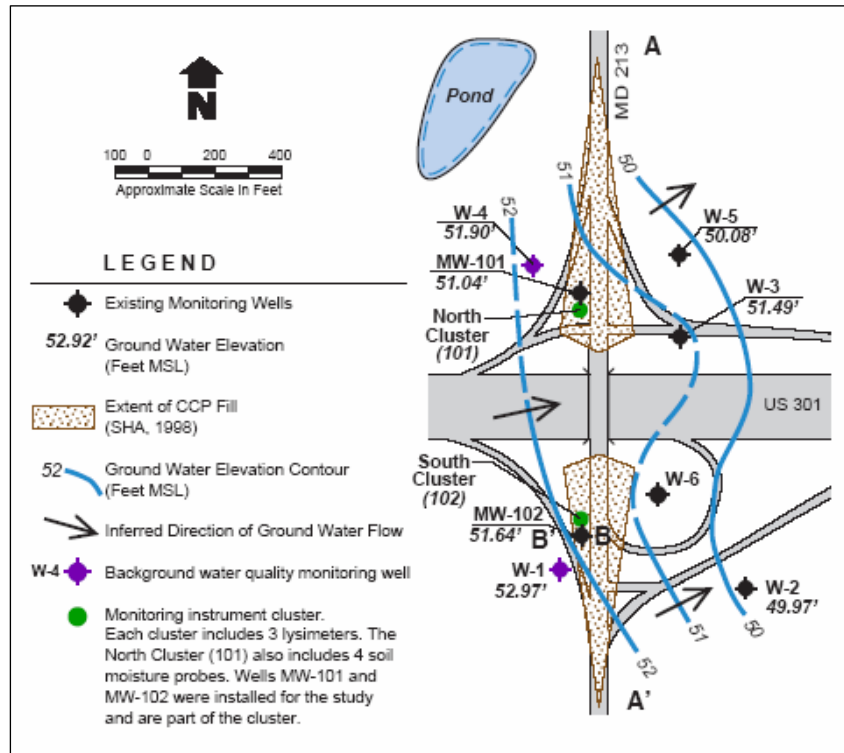 N
100 0 200 400
Approximate Scale in Feet
LEGEND
Existing Monitoring Wells
52.92' Ground Water Elevation
(Feet MSL)
Extent of CCP Fill
(SHA, 1998)
52 Ground Water Elevation Contour
(Feet MSL)
Inferred Direction of Ground Water Flow
W-4 Background water quality monitoring well
Monitoring instrument cluster.
Each cluster includes 3 lysimeters. The
North Cluster (101) also includes 4 soil
moisture probes. Wells MW-101 and
MW-102 were installed for the study
and are part of the cluster.
A
MD 213
Pond
50
51
52
W-4
51.90'
W-5
50.08'
MW-101
51.04'
W-3
51.49'
North
Cluster
(101)
US 301
South
Cluster
(102)
W-6
MW-102
51.64'
B' B
W-1
52.97'
W-2
49.97'
50
51
52
A'